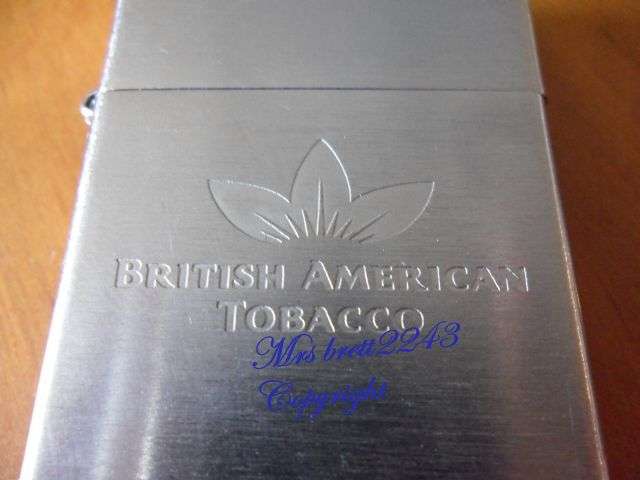 BRITISH AMERICAN
TOBACCO
Mrs brett2243
Copyright